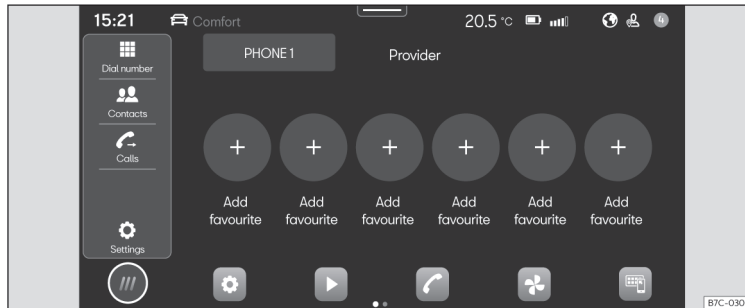 15:21 Comfort 20.5 °C 4
PHONE 1 Provider
Dial number
Contacts
Calls
Settings
+ + + + + +
Add favourite
Add favourite
Add favourite
Add favourite
Add favourite
Add favourite
B7C-030